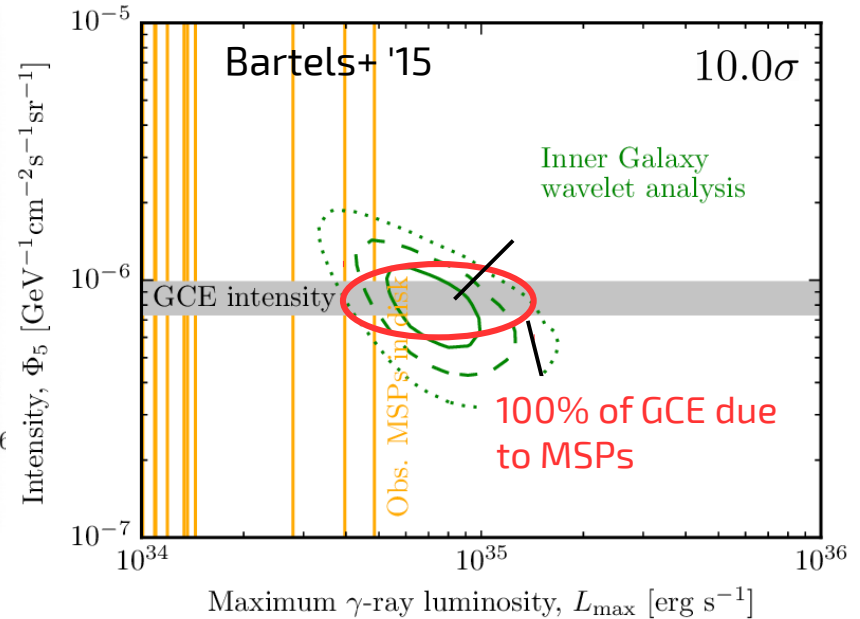 10⁻⁵
Bartels+ '15
10.0σ
Inner Galaxy
wavelet analysis
Intensity, Φ₅ [GeV⁻¹cm⁻²s⁻¹sr⁻¹]
10⁻⁶
GCE intensity
Obs. MSPs in disk
100% of GCE due
to MSPs
6
10⁻⁷
10³⁴
10³⁵
10³⁶
Maximum γ-ray luminosity, Lmax [erg s⁻¹]